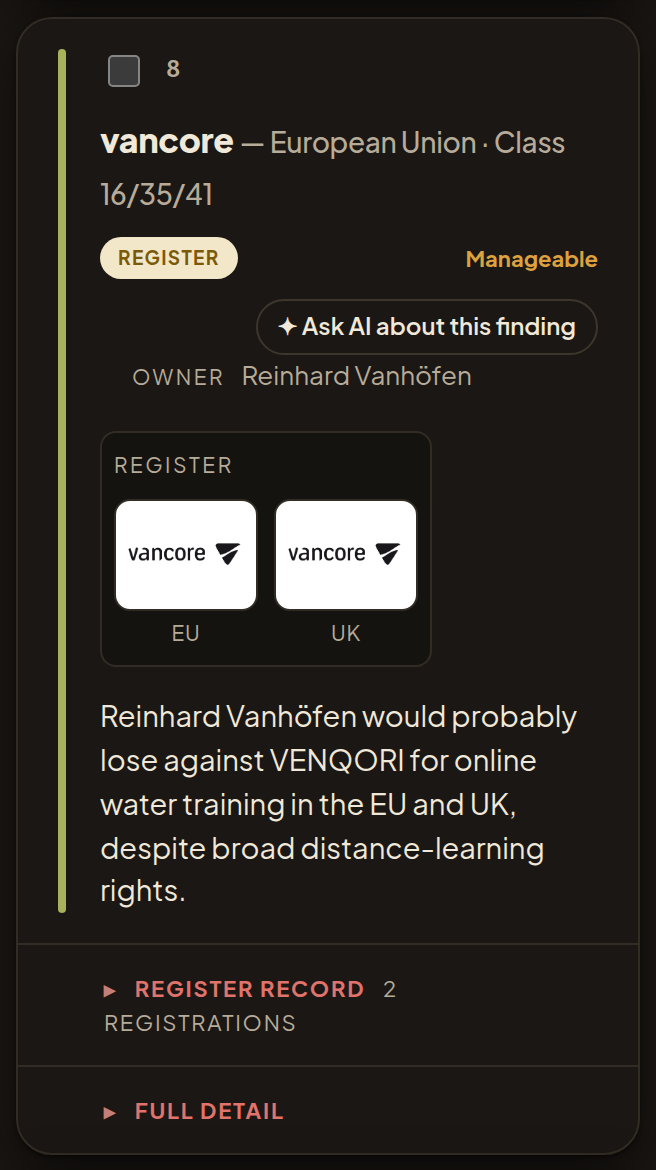 8
vancore — European Union · Class
16/35/41
REGISTER
Manageable
✦ Ask AI about this finding
OWNER Reinhard Vanhöfen
REGISTER
vancore
vancore
EU
UK
Reinhard Vanhöfen would probably
lose against VENQORI for online
water training in the EU and UK,
despite broad distance-learning
rights.
► REGISTER RECORD 2
REGISTRATIONS
► FULL DETAIL